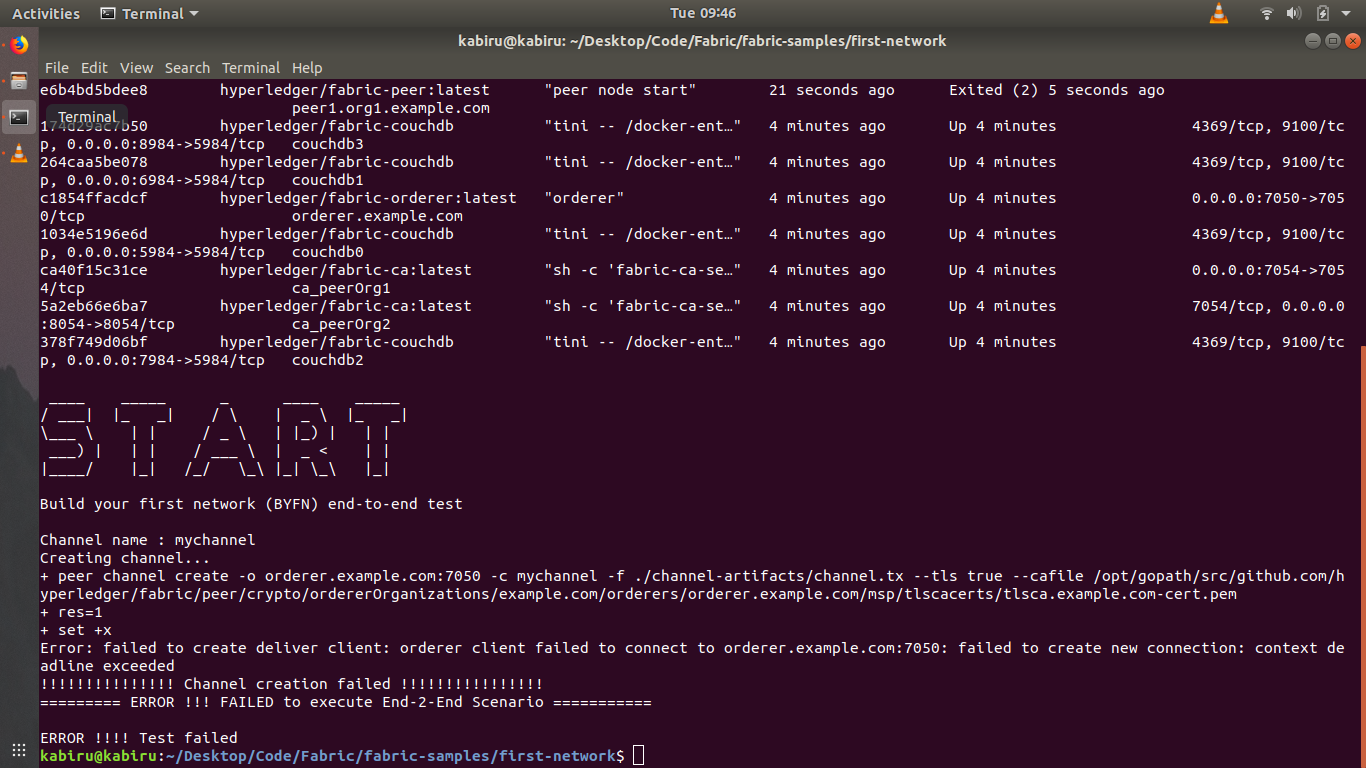 Activities
Terminal
Tue 09:46
kabiru@kabiru: ~/Desktop/Code/Fabric/fabric-samples/first-network
File Edit View Search Terminal Help
e6b4bd5bdee8        hyperledger/fabric-peer:latest      "peer node start"        21 seconds ago      Exited (2) 5 seconds ago
                            peer1.org1.example.com
Terminal
174d29ac7b50        hyperledger/fabric-couchdb          "tini -- /docker-ent…"   4 minutes ago       Up 4 minutes               4369/tcp, 9100/tc
p, 0.0.0.0:8984->5984/tcp   couchdb3
264caa5be078        hyperledger/fabric-couchdb          "tini -- /docker-ent…"   4 minutes ago       Up 4 minutes               4369/tcp, 9100/tc
p, 0.0.0.0:6984->5984/tcp   couchdb1
c1854ffacdcf        hyperledger/fabric-orderer:latest   "orderer"                4 minutes ago       Up 4 minutes               0.0.0.0:7050->705
0/tcp                       orderer.example.com
1034e5196e6d        hyperledger/fabric-couchdb          "tini -- /docker-ent…"   4 minutes ago       Up 4 minutes               4369/tcp, 9100/tc
p, 0.0.0.0:5984->5984/tcp   couchdb0
ca40f15c31ce        hyperledger/fabric-ca:latest        "sh -c 'fabric-ca-se…"   4 minutes ago       Up 4 minutes               0.0.0.0:7054->705
4/tcp                       ca_peerOrg1
5a2eb66e6ba7        hyperledger/fabric-ca:latest        "sh -c 'fabric-ca-se…"   4 minutes ago       Up 4 minutes               7054/tcp, 0.0.0.0
:8054->8054/tcp             ca_peerOrg2
378f749d06bf        hyperledger/fabric-couchdb          "tini -- /docker-ent…"   4 minutes ago       Up 4 minutes               4369/tcp, 9100/tc
p, 0.0.0.0:7984->5984/tcp   couchdb2
START
Build your first network (BYFN) end-to-end test
Channel name : mychannel
Creating channel...
+ peer channel create -o orderer.example.com:7050 -c mychannel -f ./channel-artifacts/channel.tx --tls true --cafile /opt/gopath/src/github.com/h
yperledger/fabric/peer/crypto/ordererOrganizations/example.com/orderers/orderer.example.com/msp/tlscacerts/tlsca.example.com-cert.pem
+ res=1
+ set +x
Error: failed to create deliver client: orderer client failed to connect to orderer.example.com:7050: failed to create new connection: context de
adline exceeded
!!!!!!!!!!!!!!! Channel creation failed !!!!!!!!!!!!!!!!
========= ERROR !!! FAILED to execute End-2-End Scenario ===========
ERROR !!!! Test failed
kabiru@kabiru:~/Desktop/Code/Fabric/fabric-samples/first-network$